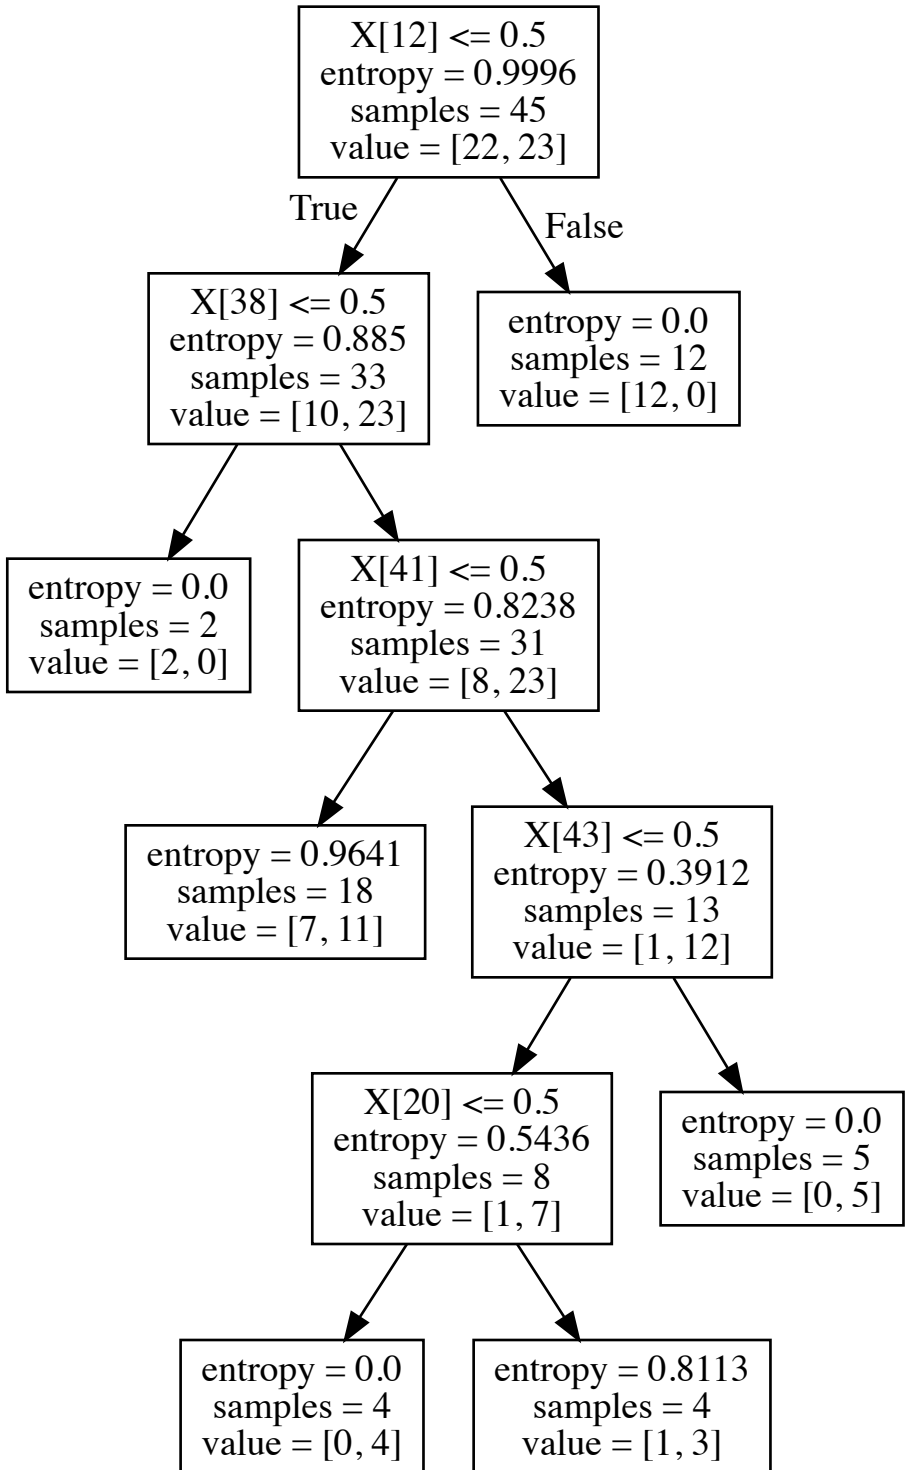 X[12] <= 0.5
entropy = 0.9996
samples = 45
value = [22, 23]
True
False
X[38] <= 0.5
entropy = 0.885
samples = 33
value = [10, 23]
entropy = 0.0
samples = 12
value = [12, 0]
entropy = 0.0
samples = 2
value = [2, 0]
X[41] <= 0.5
entropy = 0.8238
samples = 31
value = [8, 23]
entropy = 0.9641
samples = 18
value = [7, 11]
X[43] <= 0.5
entropy = 0.3912
samples = 13
value = [1, 12]
X[20] <= 0.5
entropy = 0.5436
samples = 8
value = [1, 7]
entropy = 0.0
samples = 5
value = [0, 5]
entropy = 0.0
samples = 4
value = [0, 4]
entropy = 0.8113
samples = 4
value = [1, 3]